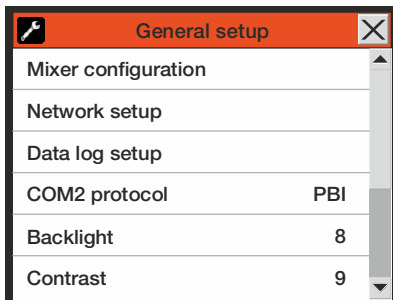 General setup
Mixer configuration
Network setup
Data log setup
COM2 protocol PBI
Backlight 8
Contrast 9